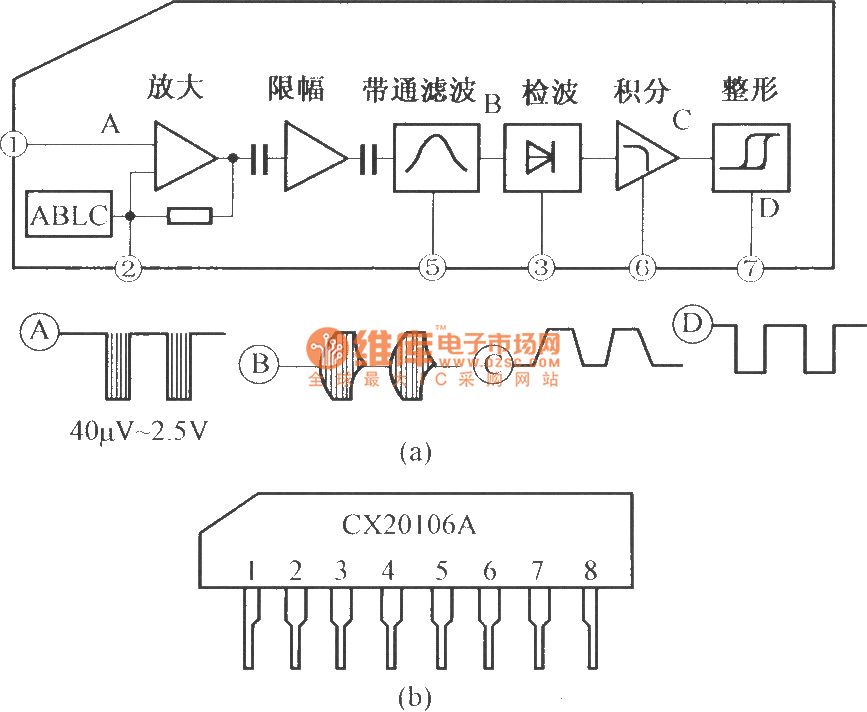 放大 限幅 带通滤波 检波 积分 整形
A B C
①
ABLC D
② ⑤ ③ ⑥ ⑦
A B C D
维库™电子市场网
WWW.DZSC.COM
全球最大IC采购网站
40μV~2.5V
(a)
CX20106A
1 2 3 4 5 6 7 8
(b)